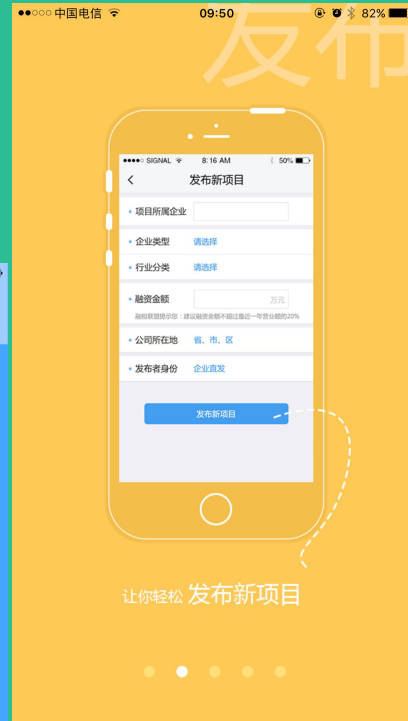 中国电信 09:50 82%
发布
SIGNAL 8:16 AM 50%
发布新项目
* 项目所属企业
* 企业类型 请选择
* 行业分类 请选择
* 融资金额 万元
融租联盟提示您：建议融资金额不超过最近一年营业额的20%
* 公司所在地 省、市、区
* 发布者身份 企业直发
发布新项目
让你轻松 发布新项目